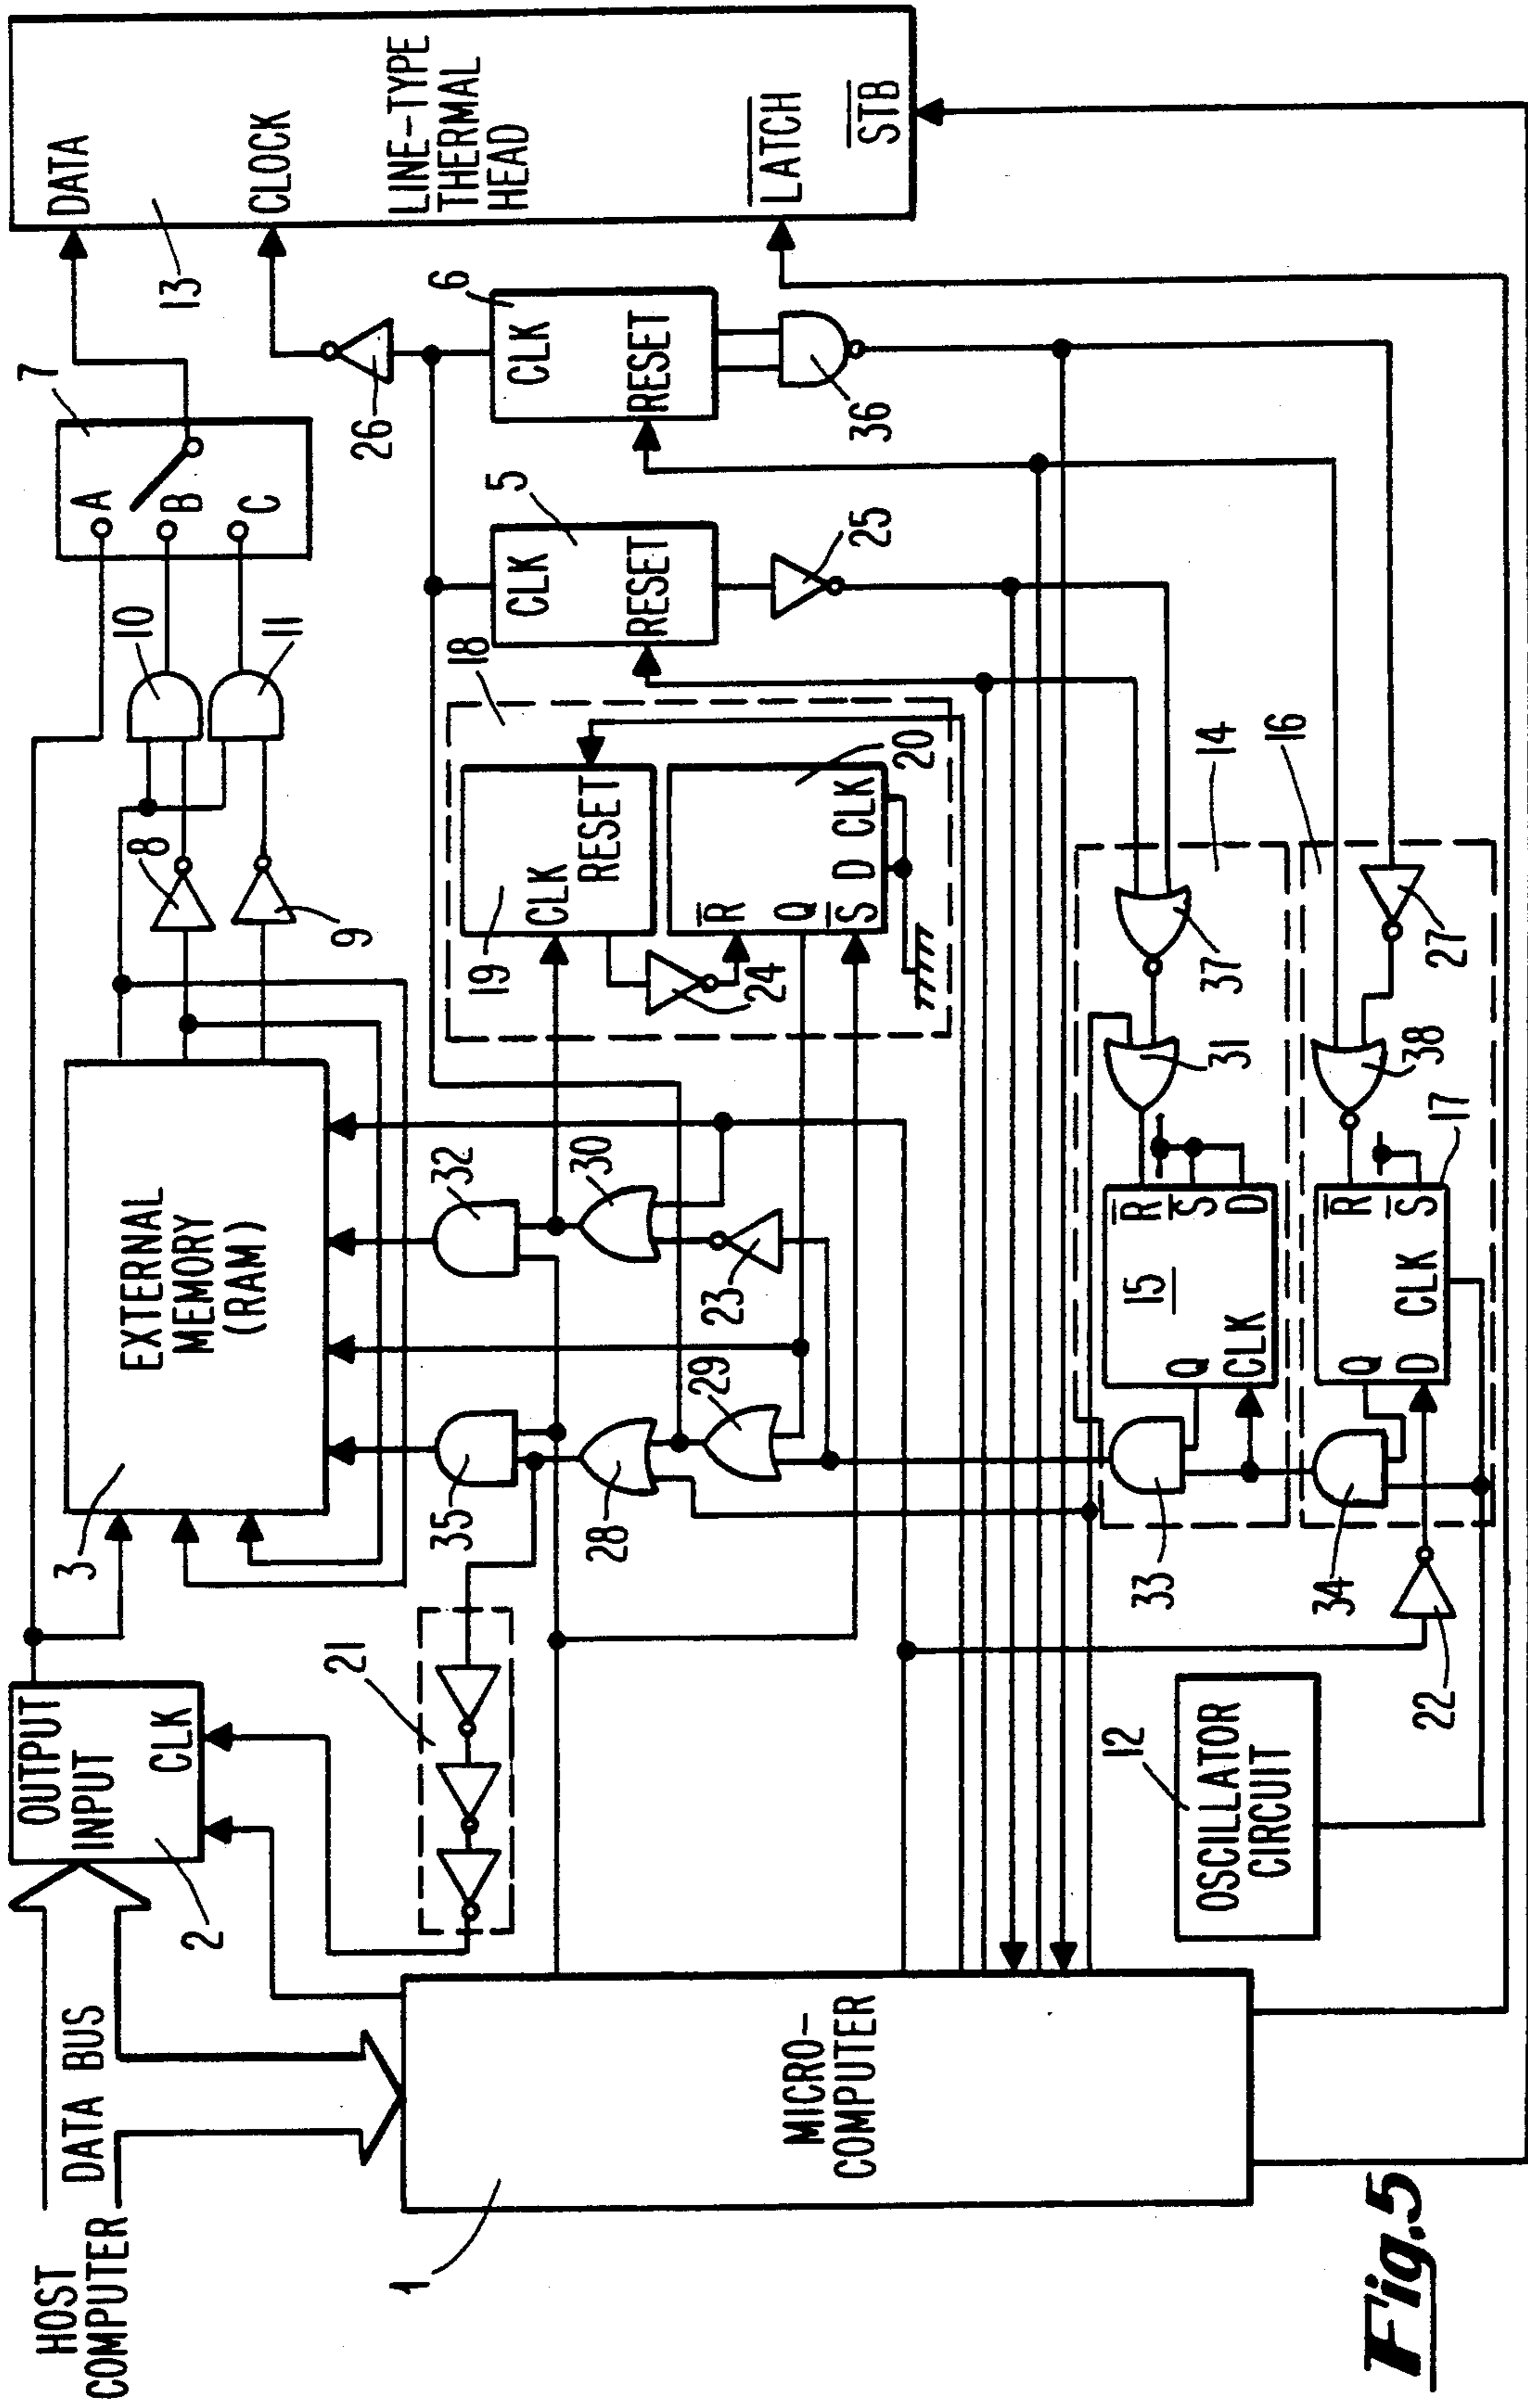 HOST
COMPUTER
DATA BUS
OUTPUT
INPUT
CLK
2
1
MICRO-
COMPUTER
3
EXTERNAL
MEMORY
(RAM)
21
35
32
28
29
30
23
8
9
10
11
7
A
B
C
13
DATA
CLOCK
LINE-TYPE
THERMAL
HEAD
LATCH
STB
26
6
CLK
RESET
36
5
CLK
RESET
25
18
19
CLK
RESET
24
20
R
Q
S
D
CLK
12
OSCILLATOR
CIRCUIT
22
33
34
14
15
Q
CLK
R
S
D
31
37
16
17
Q
D
CLK
R
S
38
27
Fig.5